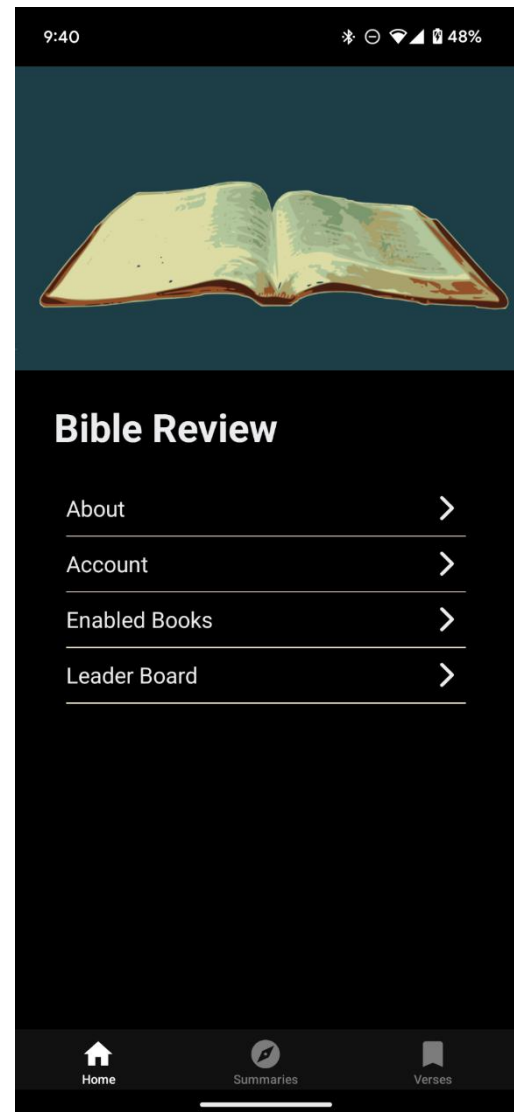 9:40 48%
Bible Review
About
Account
Enabled Books
Leader Board
Home Summaries Verses